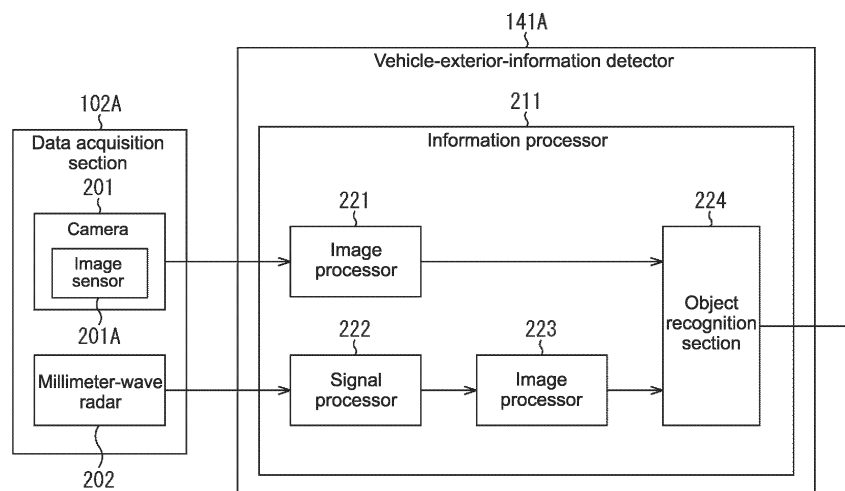 141A
Vehicle-exterior-information detector
102A
Data acquisition
section
201
Camera
Image
sensor
201A
Millimeter-wave
radar
202
211
Information processor
221
Image
processor
222
Signal
processor
223
Image
processor
224
Object
recognition
section